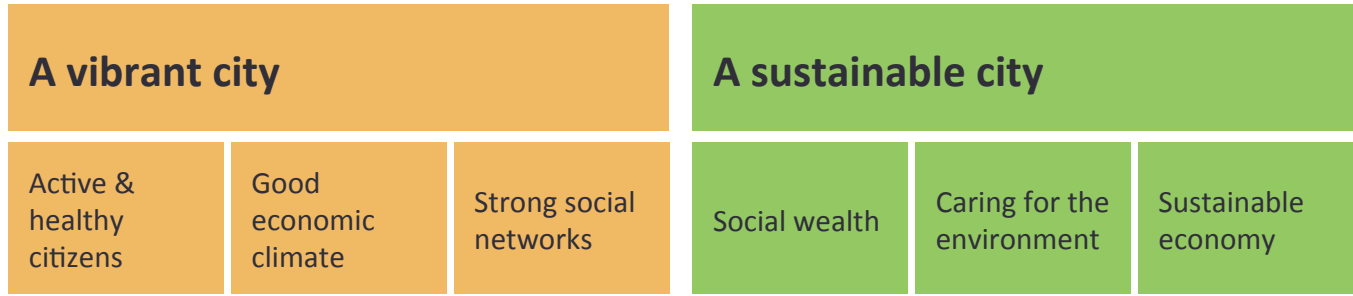 A vibrant city
A sustainable city
Active &
healthy
citizens
Good
economic
climate
Strong social
networks
Social wealth
Caring for the
environment
Sustainable
economy